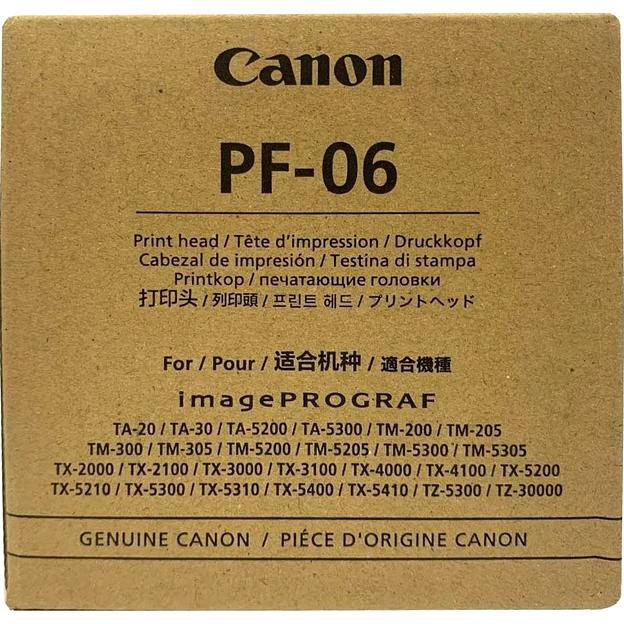 Canon
PF-06
Print head / Tête d'impression / Druckkopf
Cabezal de impresión / Testina di stampa
Printkop / печатающие головки
打印头 / 列印頭 / 프린트 헤드 / プリントヘッド
For / Pour / 适合机种 / 適合機種
imagePROGRAF
TA-20 / TA-30 / TA-5200 / TA-5300 / TM-200 / TM-205
TM-300 / TM-305 / TM-5200 / TM-5205 / TM-5300 / TM-5305
TX-2000 / TX-2100 / TX-3000 / TX-3100 / TX-4000 / TX-4100 / TX-5200
TX-5210 / TX-5300 / TX-5310 / TX-5400 / TX-5410 / TZ-5300 / TZ-30000
GENUINE CANON / PIÉCE D'ORIGINE CANON